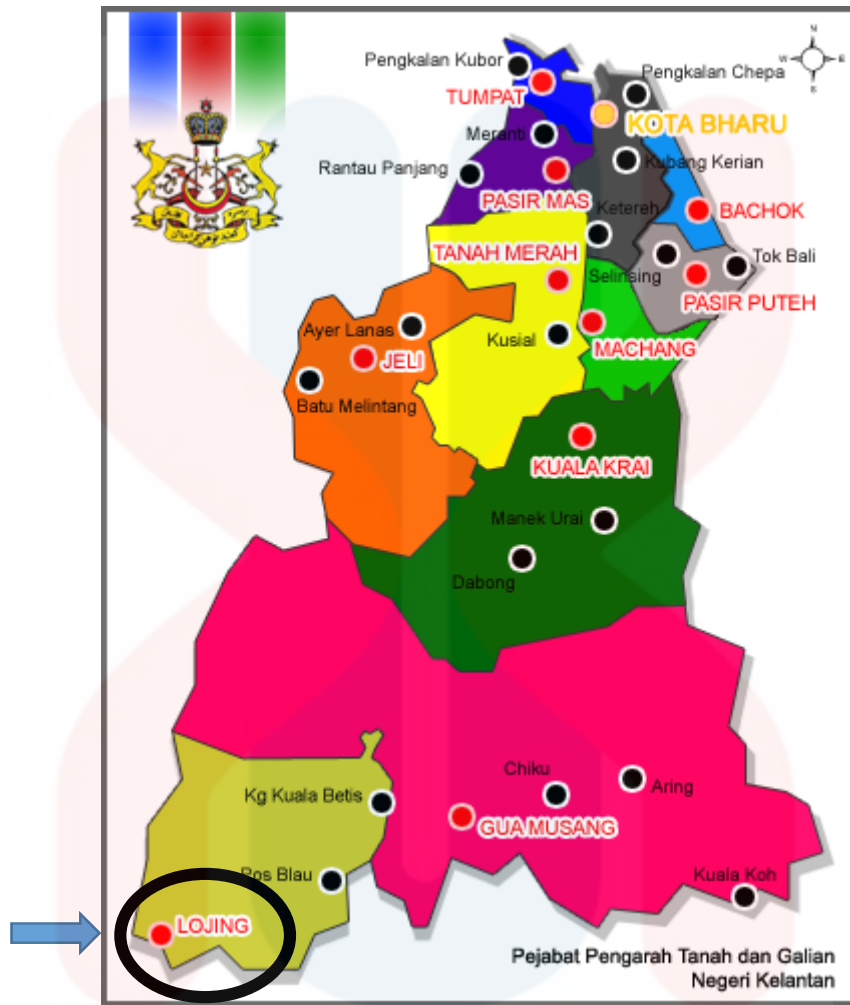 Pengkalan Kubor
TUMPAT
Pengkalan Chepa
KOTA BHARU
Meranti
Rantau Panjang
Kubang Kerian
PASIR MAS
Ketereh
BACHOK
TANAH MERAH
Tok Bali
Selinsing
PASIR PUTEH
Ayer Lanas
Kusial
MACHANG
JELI
Batu Melintang
KUALA KRAI
Manek Urai
Dabong
Chiku
Aring
Kg Kuala Betis
GUA MUSANG
Pos Blau
Kuala Koh
LOJING
Pejabat Pengarah Tanah dan Galian
Negeri Kelantan
N
W
E
S